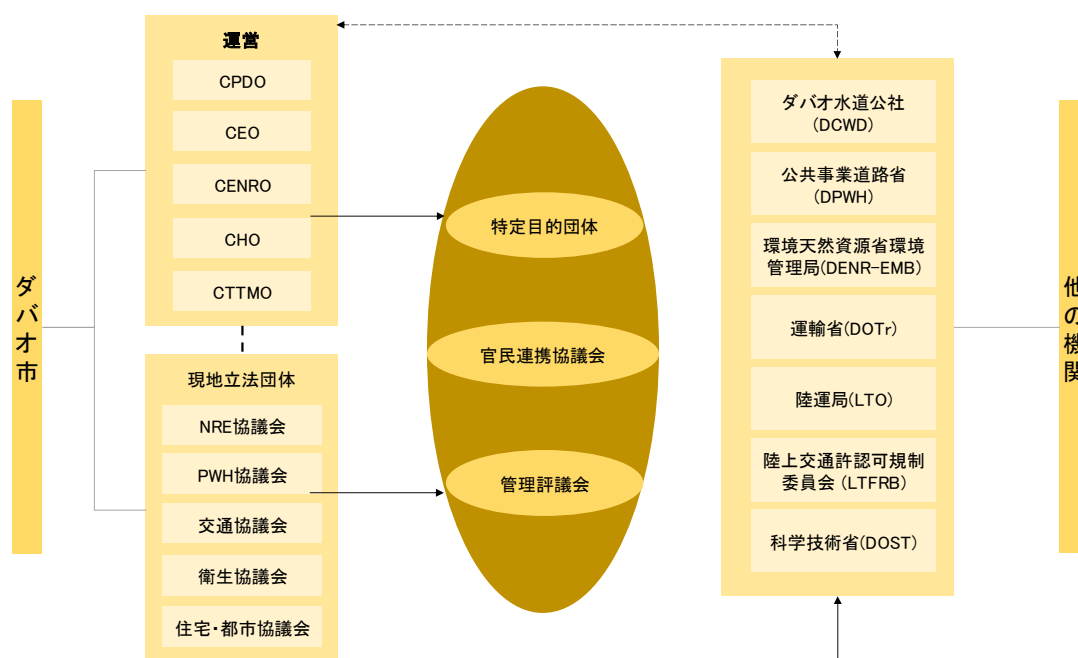 ダバオ市
運営
CPDO
CEO
CENRO
CHO
CTTMO
現地立法団体
NRE協議会
PWH協議会
交通協議会
衛生協議会
住宅・都市協議会
特定目的団体
官民連携協議会
管理評議会
ダバオ水道公社
(DCWD)
公共事業道路省
(DPWH)
環境天然資源省環境
管理局(DENR-EMB)
運輸省(DOTr)
陸運局(LTO)
陸上交通許認可規制
委員会 (LTFRB)
科学技術省(DOST)
他の機関